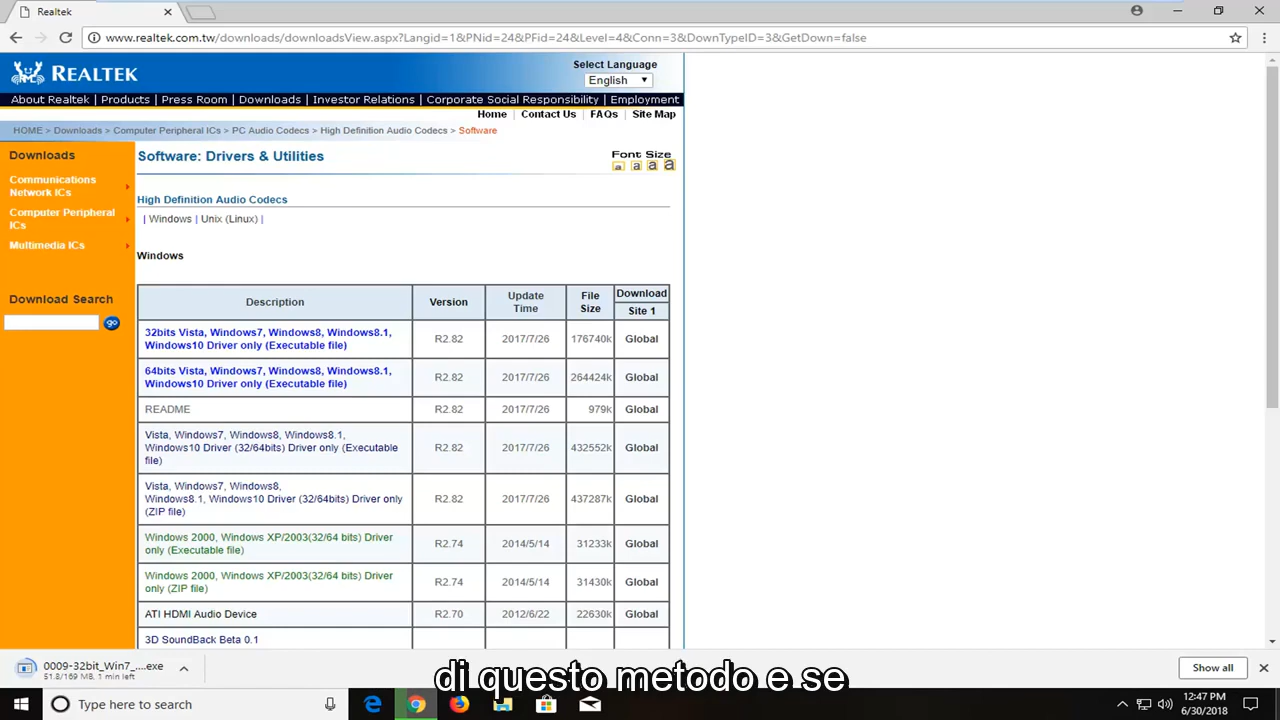 Realtek
www.realtek.com.tw/downloads/downloadsView.aspx?Langid=1&PNid=24&PFid=24&Level=4&Conn=3&DownTypeID=3&GetDown=false
REALTEK
Select Language
English
About Realtek | Products | Press Room | Downloads | Investor Relations | Corporate Social Responsibility | Employment
Home | Contact Us | FAQs | Site Map
HOME > Downloads > Computer Peripheral ICs > PC Audio Codecs > High Definition Audio Codecs > Software
Downloads
Communications
Network ICs
Computer Peripheral
ICs
Multimedia ICs
Download Search
go
Software: Drivers & Utilities
Font Size
a a a a
High Definition Audio Codecs
| Windows | Unix (Linux) |
Windows
Description Version Update Time File Size Download Site 1
32bits Vista, Windows7, Windows8, Windows8.1,
Windows10 Driver only (Executable file) R2.82 2017/7/26 176740k Global
64bits Vista, Windows7, Windows8, Windows8.1,
Windows10 Driver only (Executable file) R2.82 2017/7/26 264424k Global
README R2.82 2017/7/26 979k Global
Vista, Windows7, Windows8, Windows8.1,
Windows10 Driver (32/64bits) Driver only (Executable
file) R2.82 2017/7/26 432552k Global
Vista, Windows7, Windows8,
Windows8.1, Windows10 Driver (32/64bits) Driver only
(ZIP file) R2.82 2017/7/26 437287k Global
Windows 2000, Windows XP/2003(32/64 bits) Driver
only (Executable file) R2.74 2014/5/14 31233k Global
Windows 2000, Windows XP/2003(32/64 bits) Driver
only (ZIP file) R2.74 2014/5/14 31430k Global
ATI HDMI Audio Device R2.70 2012/6/22 22630k Global
3D SoundBack Beta 0.1
0009-32bit_Win7_....exe
51.8/169 MB, 1 min left
Show all
di questo metodo e se
Type here to search
12:47 PM
6/30/2018